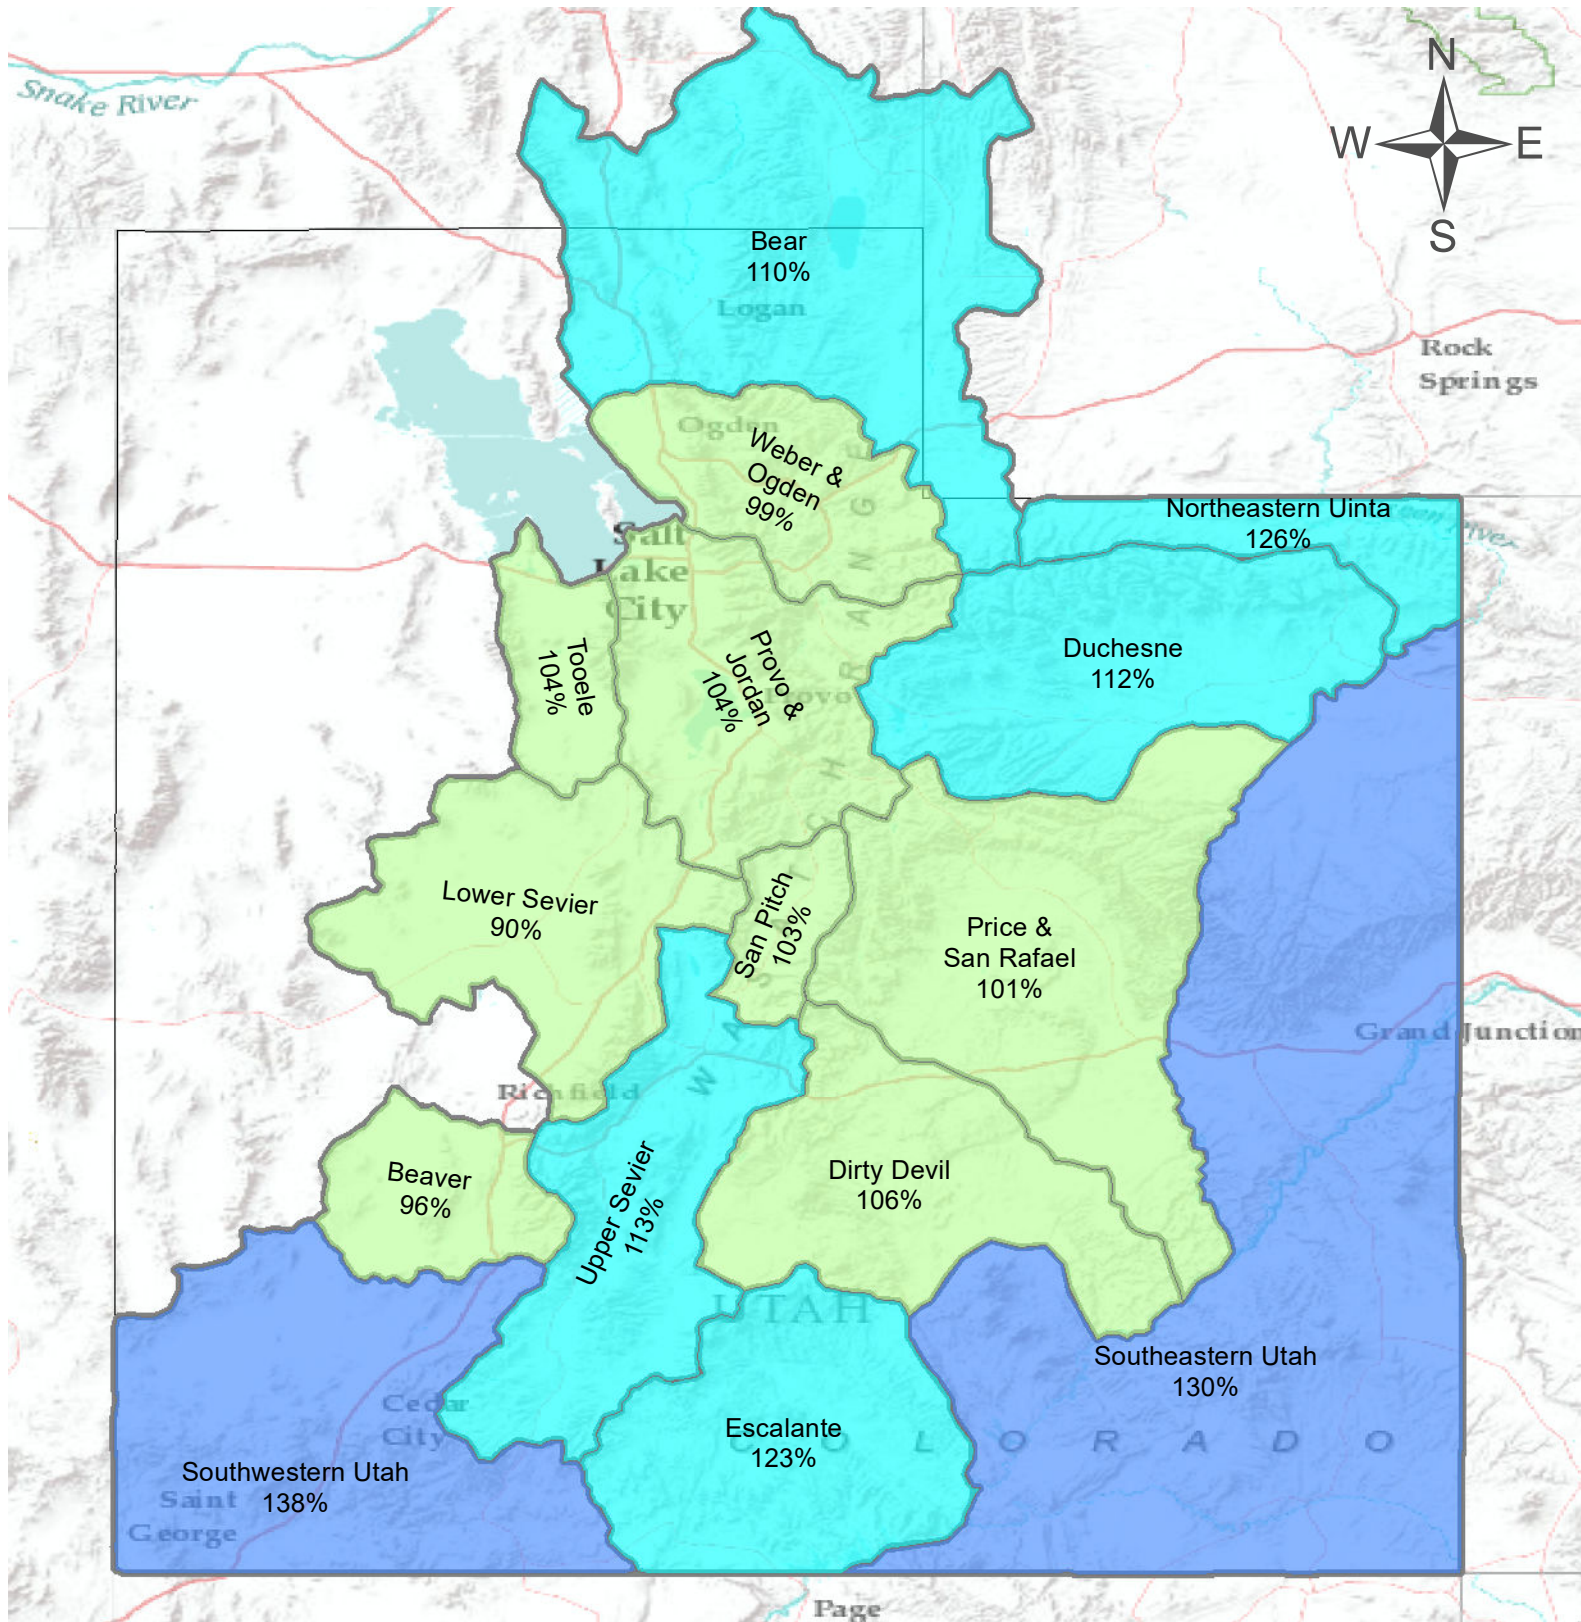 N
W
E
S
Snake River
Bear
110%
Logan
Rock
Springs
Ogden
Weber &
Ogden
99%
Northeastern Uinta
126%
Salt
Lake
City
Tooele
104%
Provo &
Jordan
104%
Provo
Duchesne
112%
Lower Sevier
90%
San Pitch
103%
Price &
San Rafael
101%
Grand Junction
Richfield
Beaver
96%
Upper Sevier
113%
Dirty Devil
106%
UTAH
Southeastern Utah
130%
Cedar
City
Escalante
123%
COLORADO
Southwestern Utah
138%
Saint
George
Page